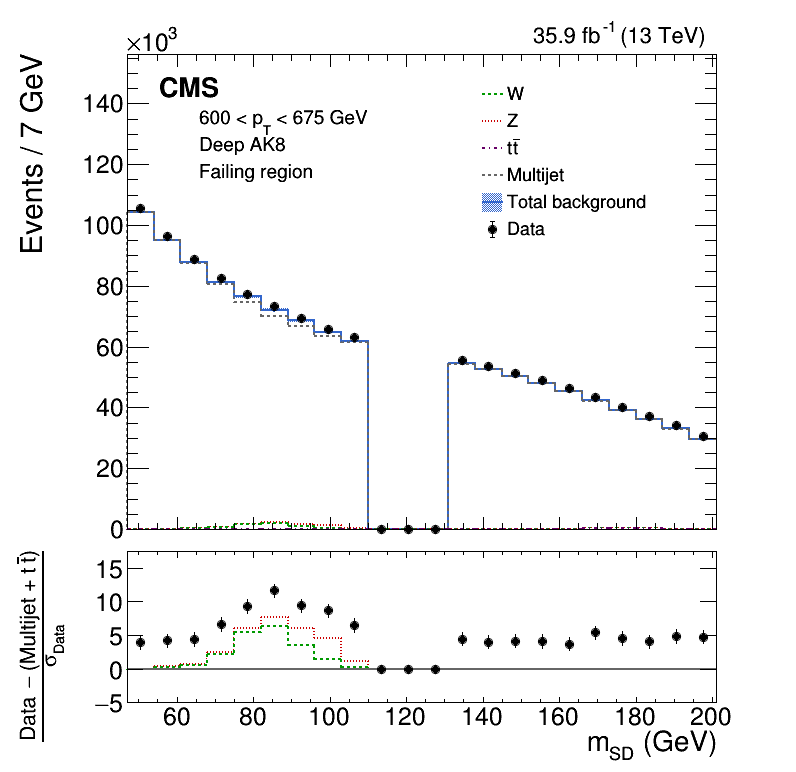 ×10³
35.9 fb⁻¹ (13 TeV)
Events / 7 GeV
CMS
600 < p_T < 675 GeV
Deep AK8
Failing region
W
Z
tt̄
Multijet
Total background
Data
140
120
100
80
60
40
20
0
Data − (Multijet + tt̄)
σ_Data
15
10
5
0
−5
60 80 100 120 140 160 180 200
m_SD (GeV)